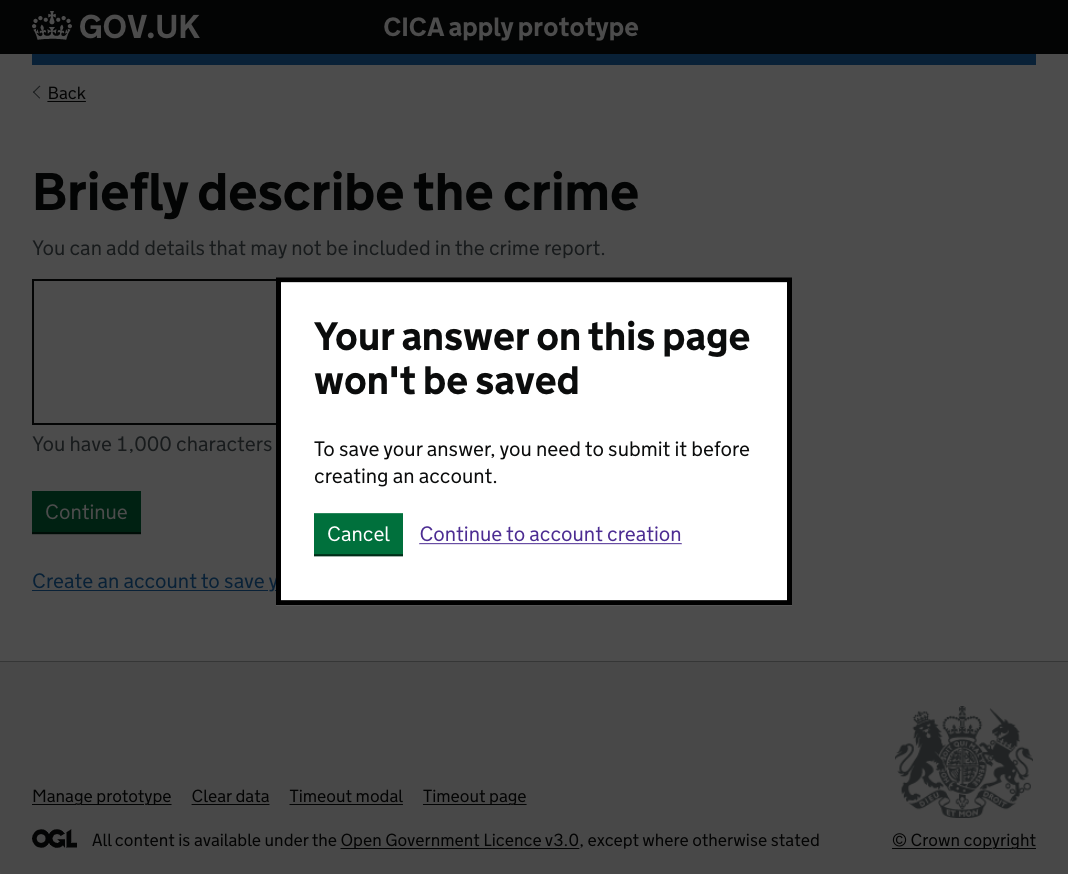 GOV.UK CICA apply prototype
Back
Briefly describe the crime
You can add details that may not be included in the crime report.
Your answer on this page
won't be saved
To save your answer, you need to submit it before
creating an account.
Cancel Continue to account creation
You have 1,000 characters
Continue
Create an account to save y
Manage prototype Clear data Timeout modal Timeout page
OGL All content is available under the Open Government Licence v3.0, except where otherwise stated
© Crown copyright